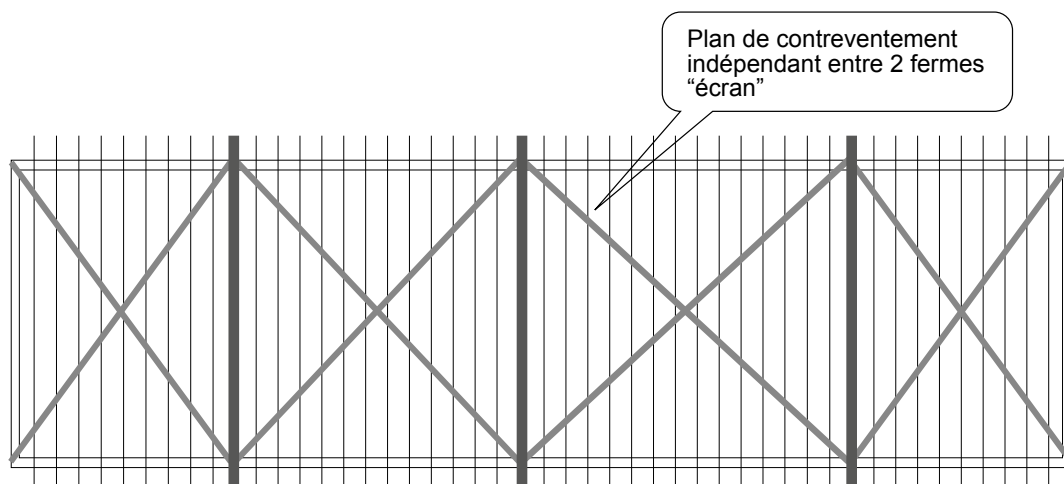 Plan de contreventement
indépendant entre 2 fermes
“écran”